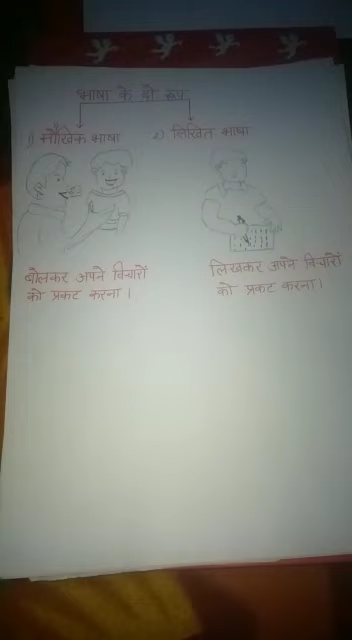 भाषा के दो रूप
1) मौखिक भाषा 2) लिखित भाषा
बोलकर अपने विचारों
को प्रकट करना।
लिखकर अपने विचारों
को प्रकट करना।